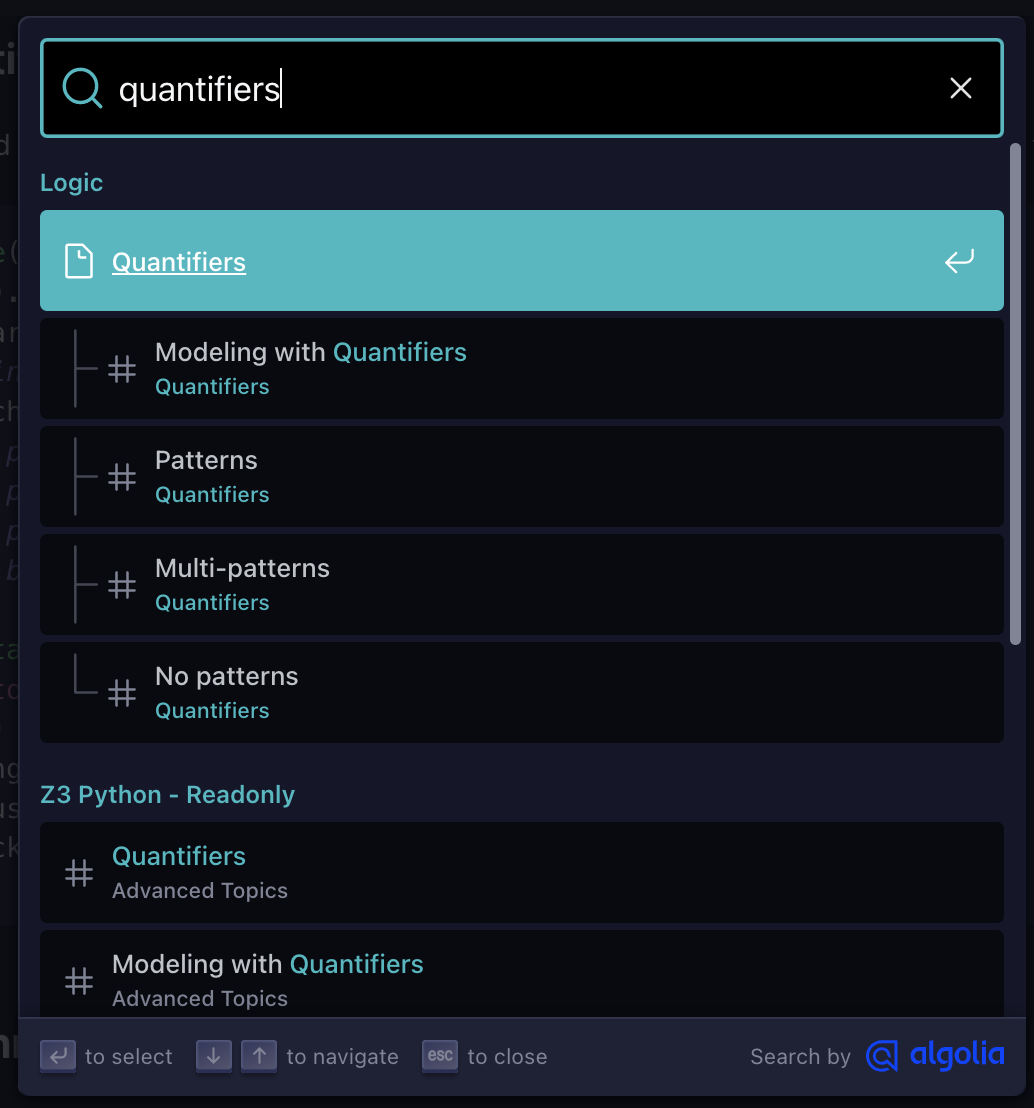 quantifiers
Logic
Quantifiers
Modeling with Quantifiers
Quantifiers
Patterns
Quantifiers
Multi-patterns
Quantifiers
No patterns
Quantifiers
Z3 Python - Readonly
Quantifiers
Advanced Topics
Modeling with Quantifiers
Advanced Topics
to select to navigate esc to close Search by algolia